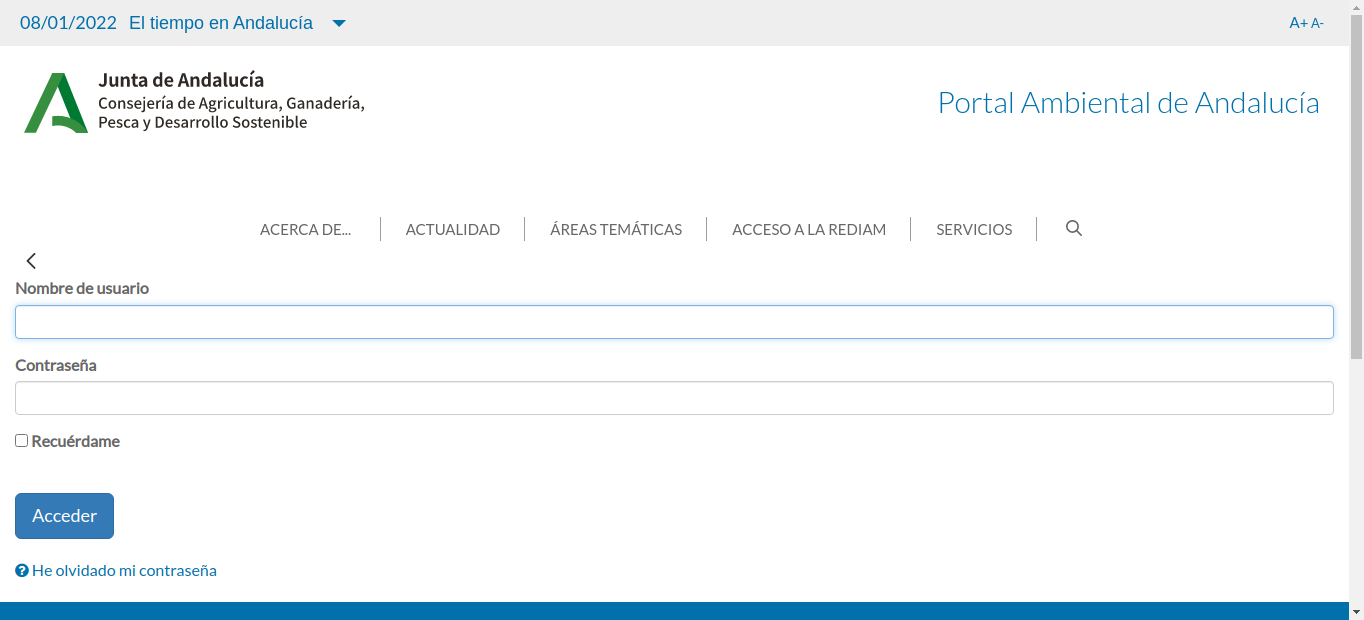 08/01/2022 El tiempo en Andalucía
A+ A-
Junta de Andalucía
Consejería de Agricultura, Ganadería,
Pesca y Desarrollo Sostenible
Portal Ambiental de Andalucía
ACERCA DE... ACTUALIDAD ÁREAS TEMÁTICAS ACCESO A LA REDIAM SERVICIOS
Nombre de usuario
Contraseña
Recuérdame
Acceder
He olvidado mi contraseña